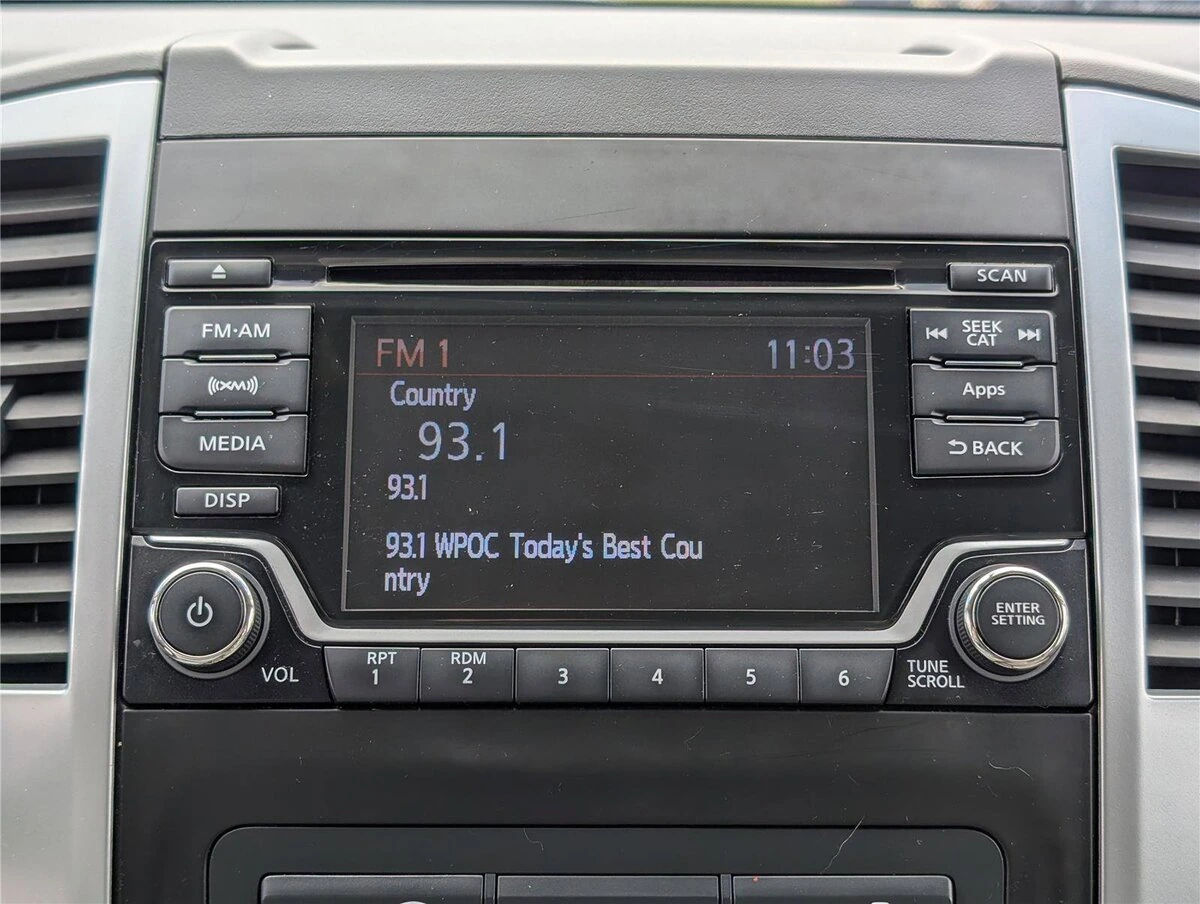 SCAN
FM·AM
SEEK
CAT
FM 1
11:03
Country
XM
Apps
93.1
MEDIA
BACK
93.1
DISP
93.1 WPOC Today's Best Cou
ntry
ENTER
SETTING
VOL
RPT
1
RDM
2
3
4
5
6
TUNE
SCROLL